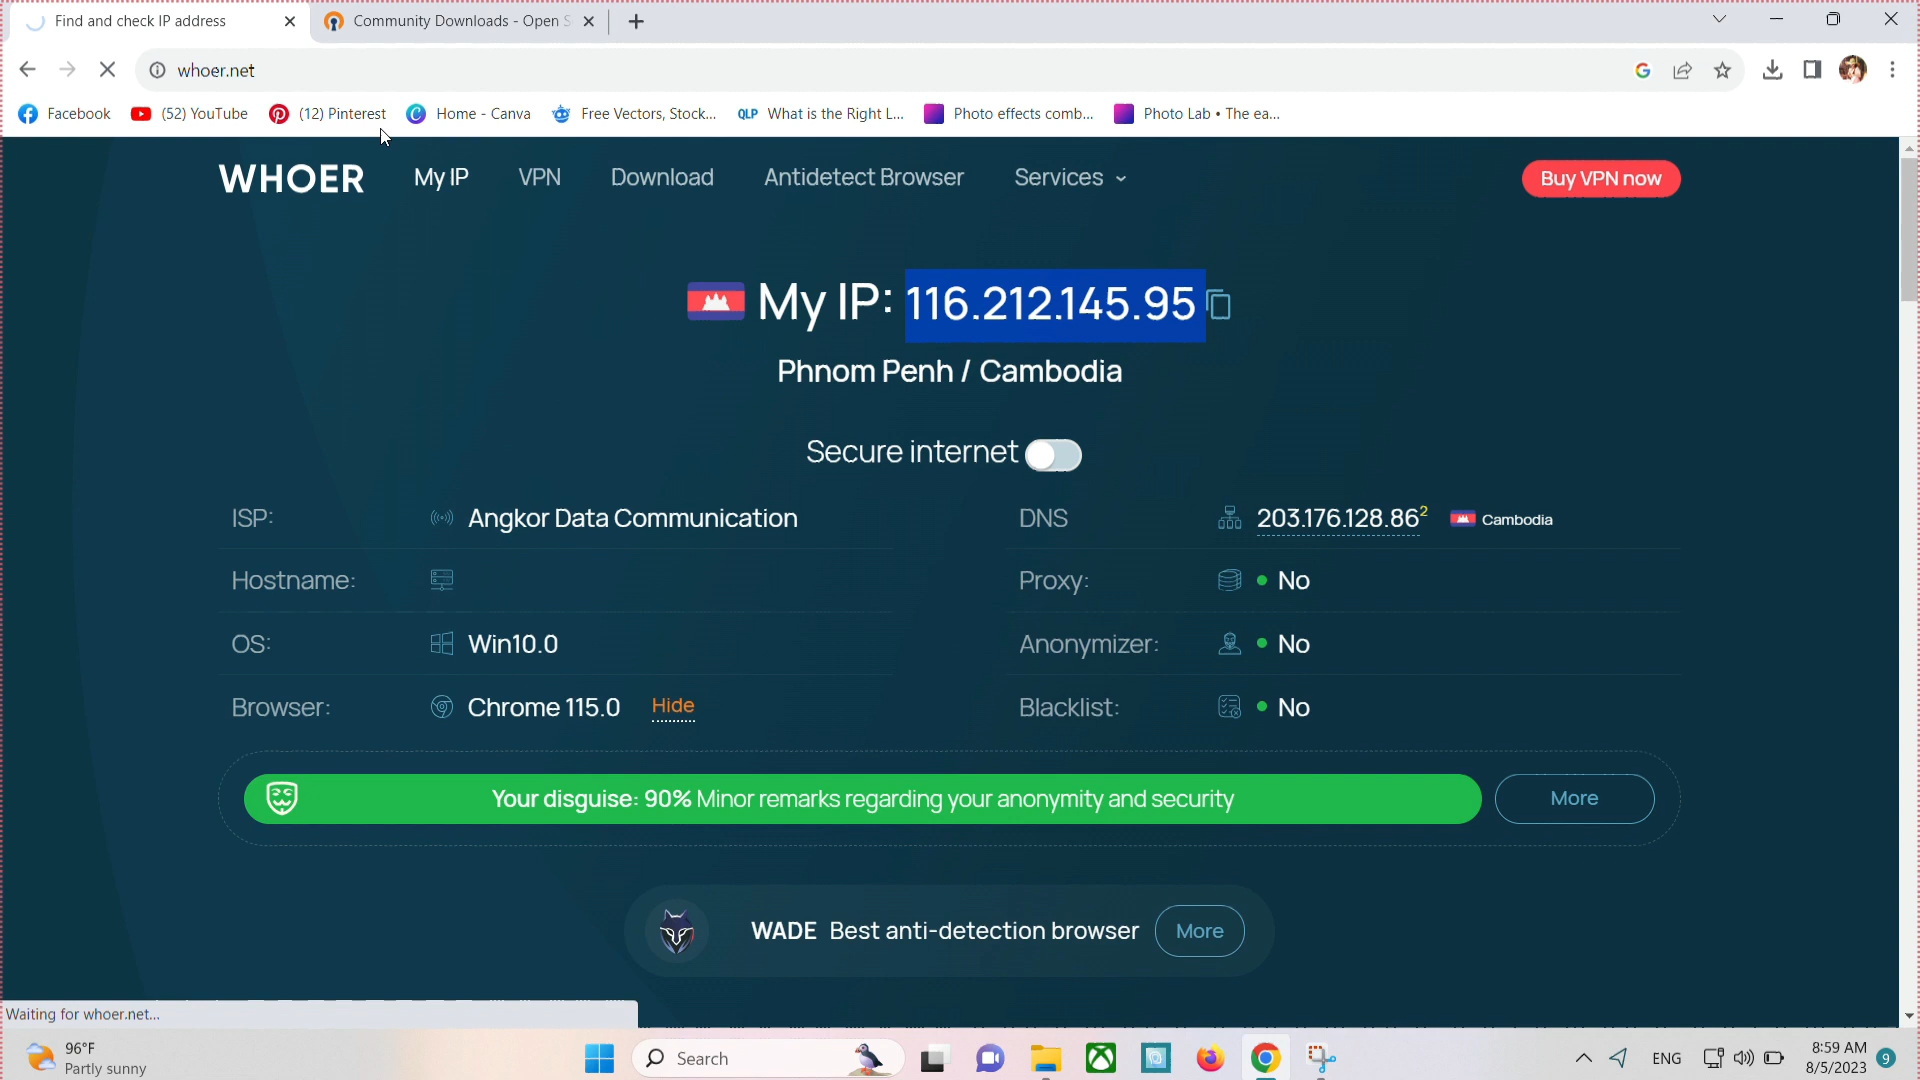 Find and check IP address
Community Downloads - Open S
whoer.net
Facebook (52) YouTube (12) Pinterest Home - Canva Free Vectors, Stock... QLP What is the Right L... Photo effects comb... Photo Lab • The ea...
WHOER My IP VPN Download Antidetect Browser Services Buy VPN now
My IP: 116.212.145.95
Phnom Penh / Cambodia
Secure internet
ISP: Angkor Data Communication
DNS 203.176.128.86 2 Cambodia
Hostname:
Proxy: No
OS: Win10.0
Anonymizer: No
Browser: Chrome 115.0 Hide
Blacklist: No
Your disguise: 90% Minor remarks regarding your anonymity and security
More
WADE Best anti-detection browser More
Waiting for whoer.net...
96°F
Partly sunny
Search
ENG
8:59 AM
8/5/2023
9